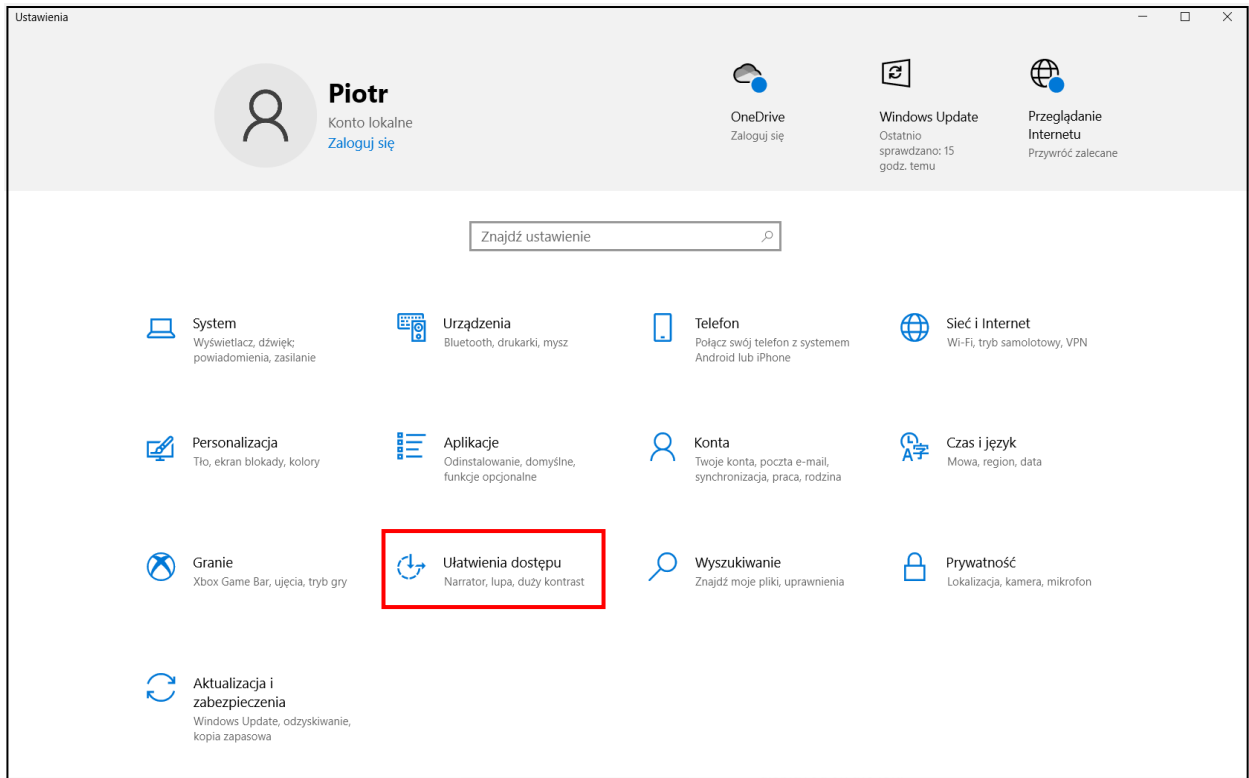 Ustawienia
Piotr
Konto lokalne
Zaloguj się
OneDrive
Zaloguj się
Windows Update
Ostatnio
sprawdzano: 15
godz. temu
Przeglądanie
Internetu
Przywróć zalecane
Znajdź ustawienie
System
Wyświetlacz, dźwięk;
powiadomienia, zasilanie
Urządzenia
Bluetooth, drukarki, mysz
Telefon
Połącz swój telefon z systemem
Android lub iPhone
Sieć i Internet
Wi-Fi, tryb samolotowy, VPN
Personalizacja
Tło, ekran blokady, kolory
Aplikacje
Odinstalowanie, domyślne,
funkcje opcjonalne
Konta
Twoje konta, poczta e-mail,
synchronizacja, praca, rodzina
Czas i język
Mowa, region, data
Granie
Xbox Game Bar, ujęcia, tryb gry
Ułatwienia dostępu
Narrator, lupa, duży kontrast
Wyszukiwanie
Znajdź moje pliki, uprawnienia
Prywatność
Lokalizacja, kamera, mikrofon
Aktualizacja i
zabezpieczenia
Windows Update, odzyskiwanie,
kopia zapasowa